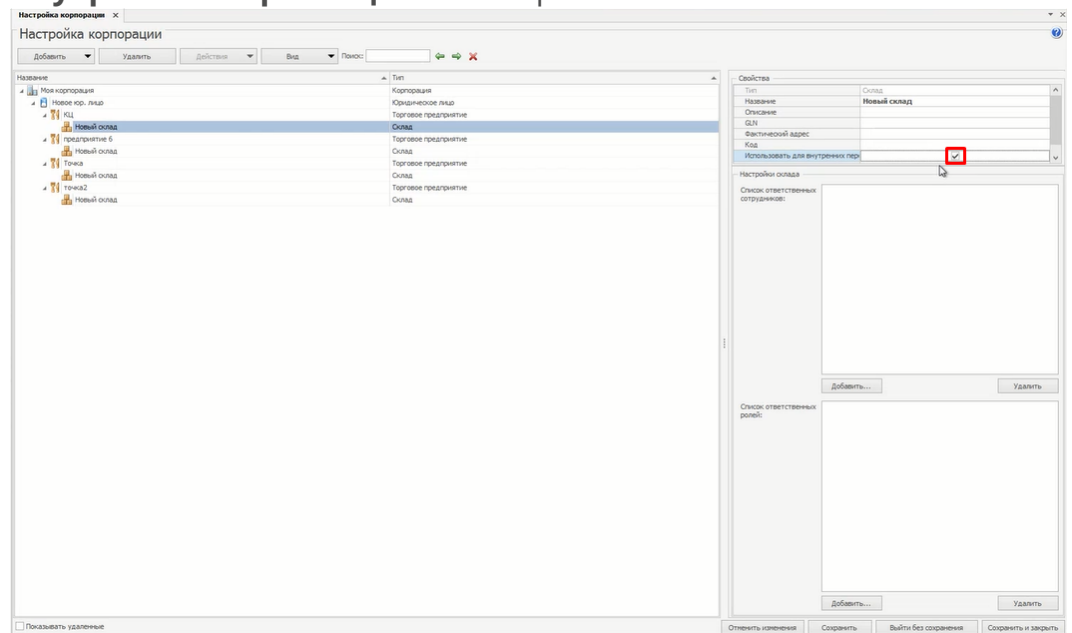 Настройка корпорации ×
Настройка корпорации
Добавить Удалить Действия Вид Поиск:
Название Тип
Моя корпорация Корпорация
Новое юр. лицо Юридическое лицо
КЦ Торговое предприятие
Новый склад Склад
предприятие 6 Торговое предприятие
Новый склад Склад
Точка Торговое предприятие
Новый склад Склад
точка2 Торговое предприятие
Новый склад Склад
Свойства
Тип Склад
Название Новый склад
Описание
GLN
Фактический адрес
Код
Использовать для внутренних пер
Настройки склада
Список ответственных
сотрудников:
Добавить... Удалить
Список ответственных
ролей:
Добавить... Удалить
Показывать удаленные
Отменить изменения Сохранить Выйти без сохранения Сохранить и закрыть